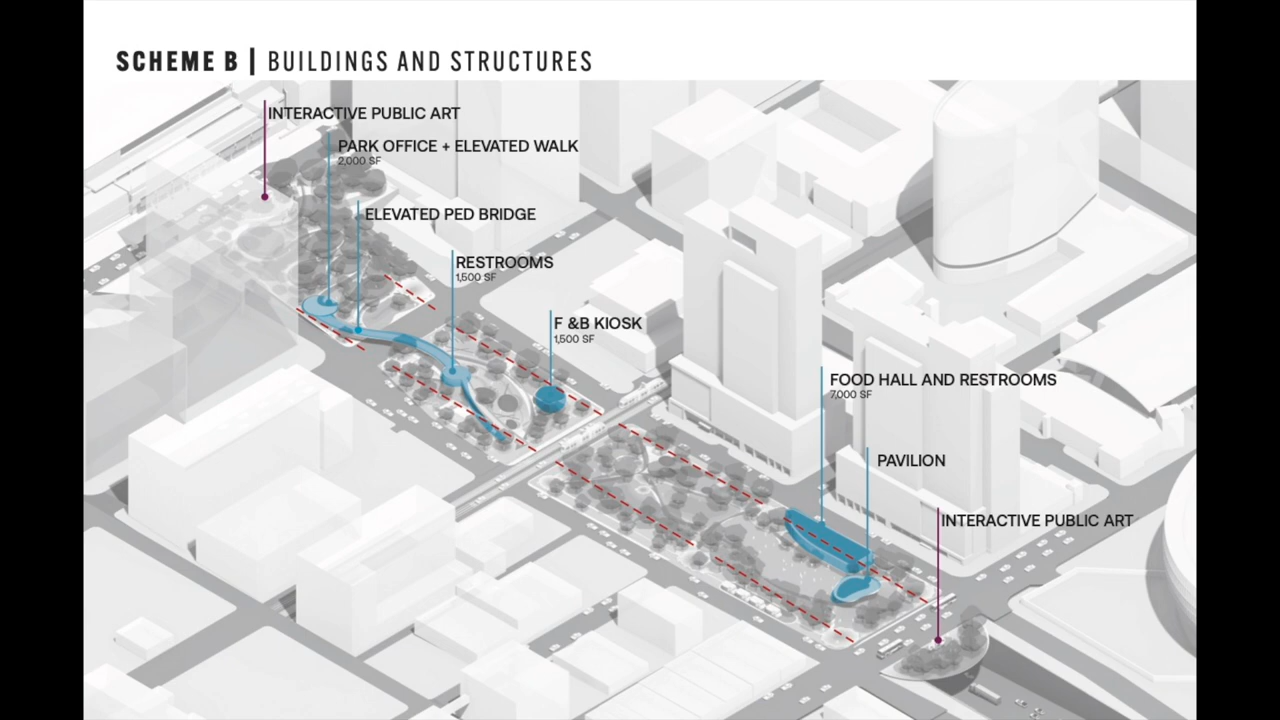 SCHEME B | BUILDINGS AND STRUCTURES
INTERACTIVE PUBLIC ART
PARK OFFICE + ELEVATED WALK
2,000 SF
ELEVATED PED BRIDGE
RESTROOMS
1,500 SF
F &B KIOSK
1,500 SF
FOOD HALL AND RESTROOMS
7,000 SF
PAVILION
INTERACTIVE PUBLIC ART